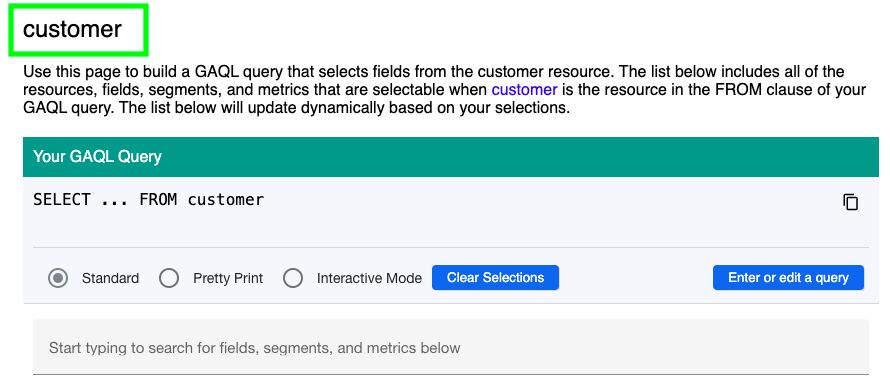 customer
Use this page to build a GAQL query that selects fields from the customer resource. The list below includes all of the
resources, fields, segments, and metrics that are selectable when customer is the resource in the FROM clause of your
GAQL query. The list below will update dynamically based on your selections.
Your GAQL Query
SELECT ... FROM customer
Standard Pretty Print Interactive Mode Clear Selections Enter or edit a query
Start typing to search for fields, segments, and metrics below